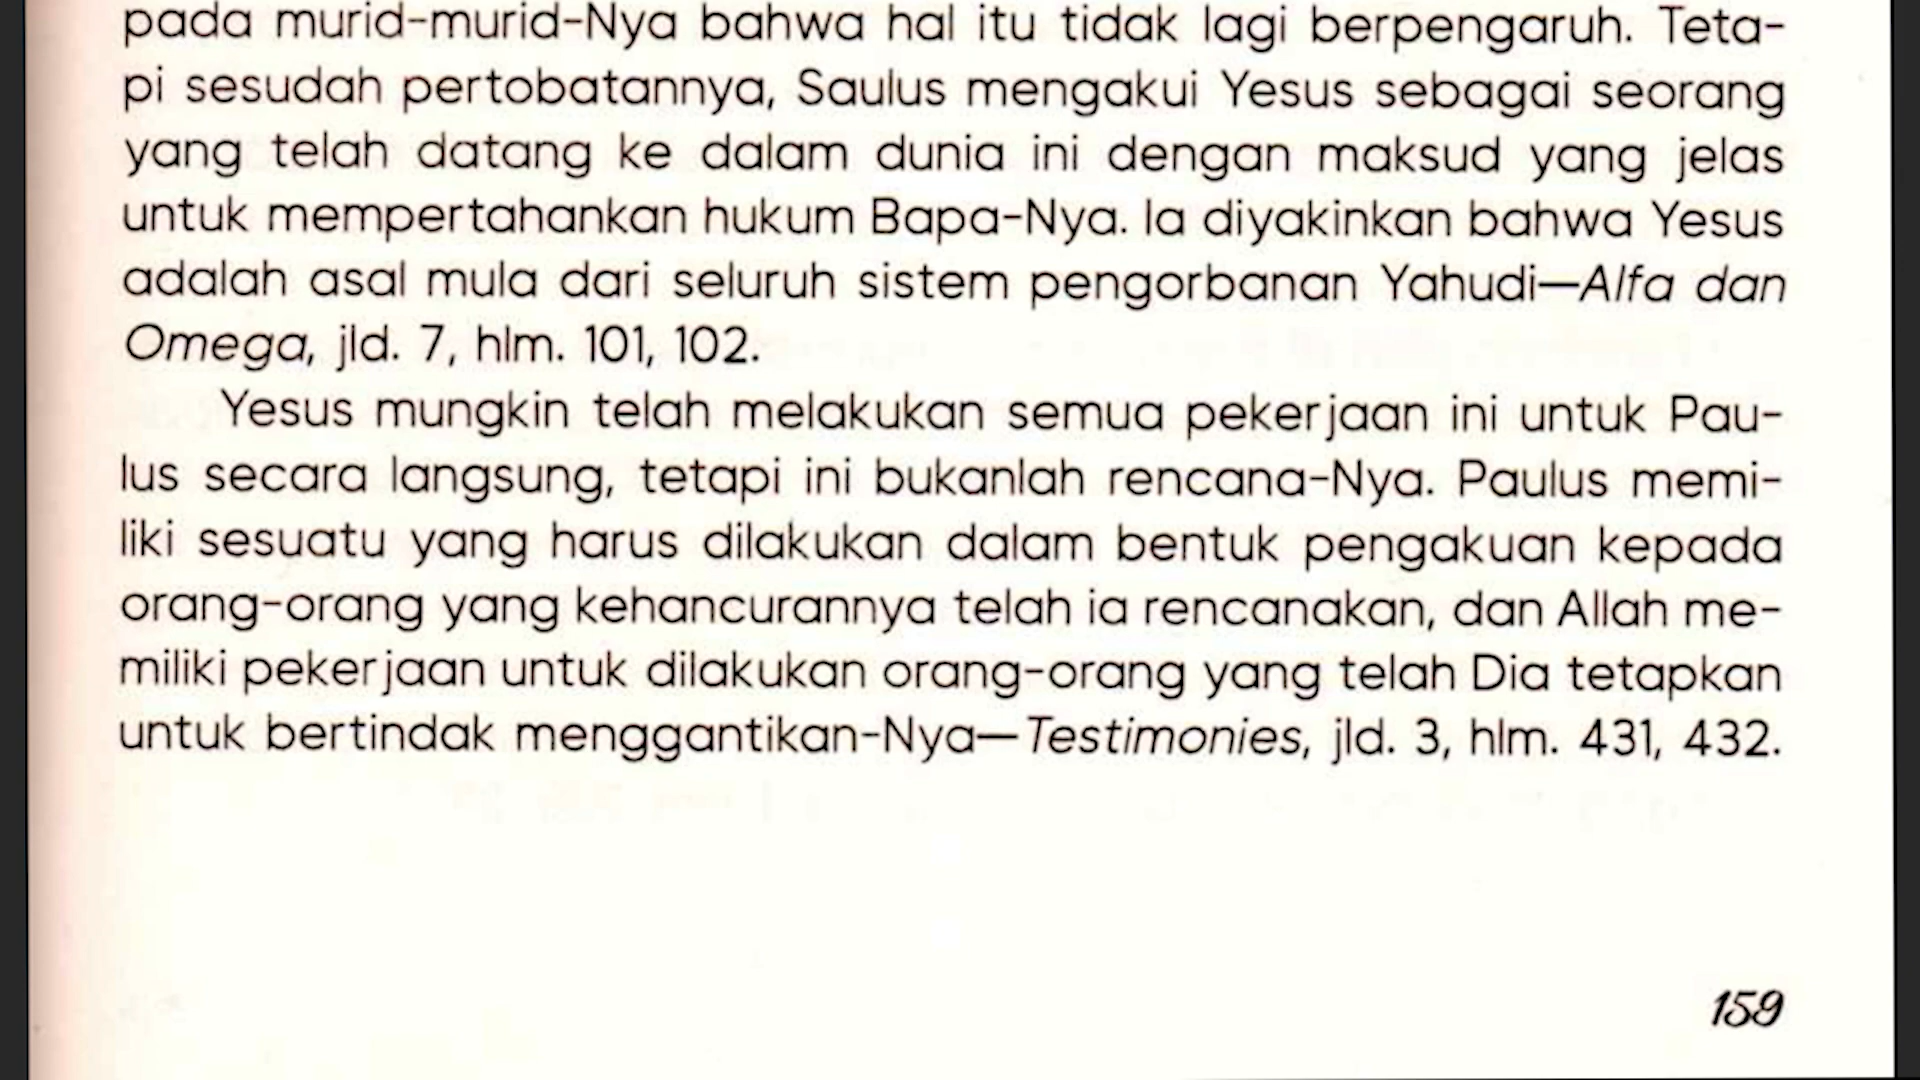 pada murid-murid-Nya bahwa hal itu tidak lagi berpengaruh. Teta-
pi sesudah pertobatannya, Saulus mengakui Yesus sebagai seorang
yang telah datang ke dalam dunia ini dengan maksud yang jelas
untuk mempertahankan hukum Bapa-Nya. Ia diyakinkan bahwa Yesus
adalah asal mula dari seluruh sistem pengorbanan Yahudi—Alfa dan
Omega, jld. 7, hlm. 101, 102.
Yesus mungkin telah melakukan semua pekerjaan ini untuk Pau-
lus secara langsung, tetapi ini bukanlah rencana-Nya. Paulus memi-
liki sesuatu yang harus dilakukan dalam bentuk pengakuan kepada
orang-orang yang kehancurannya telah ia rencanakan, dan Allah me-
miliki pekerjaan untuk dilakukan orang-orang yang telah Dia tetapkan
untuk bertindak menggantikan-Nya—Testimonies, jld. 3, hlm. 431, 432.
159